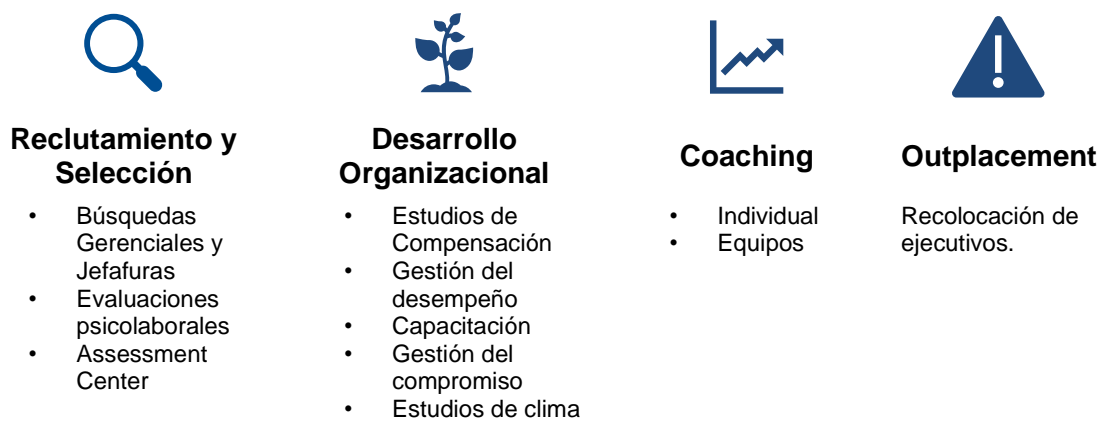 Reclutamiento y
Selección
• Búsquedas
Gerenciales y
Jefafuras
• Evaluaciones
psicolaborales
• Assessment
Center
Desarrollo
Organizacional
• Estudios de
Compensación
• Gestión del
desempeño
• Capacitación
• Gestión del
compromiso
• Estudios de clima
Coaching
• Individual
• Equipos
Outplacement
Recolocación de
ejecutivos.